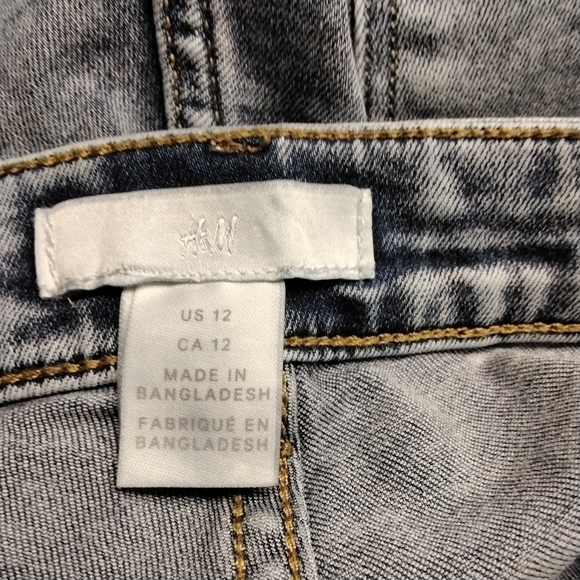 H&M
US 12
CA 12
MADE IN
BANGLADESH
FABRIQUÉ EN
BANGLADESH